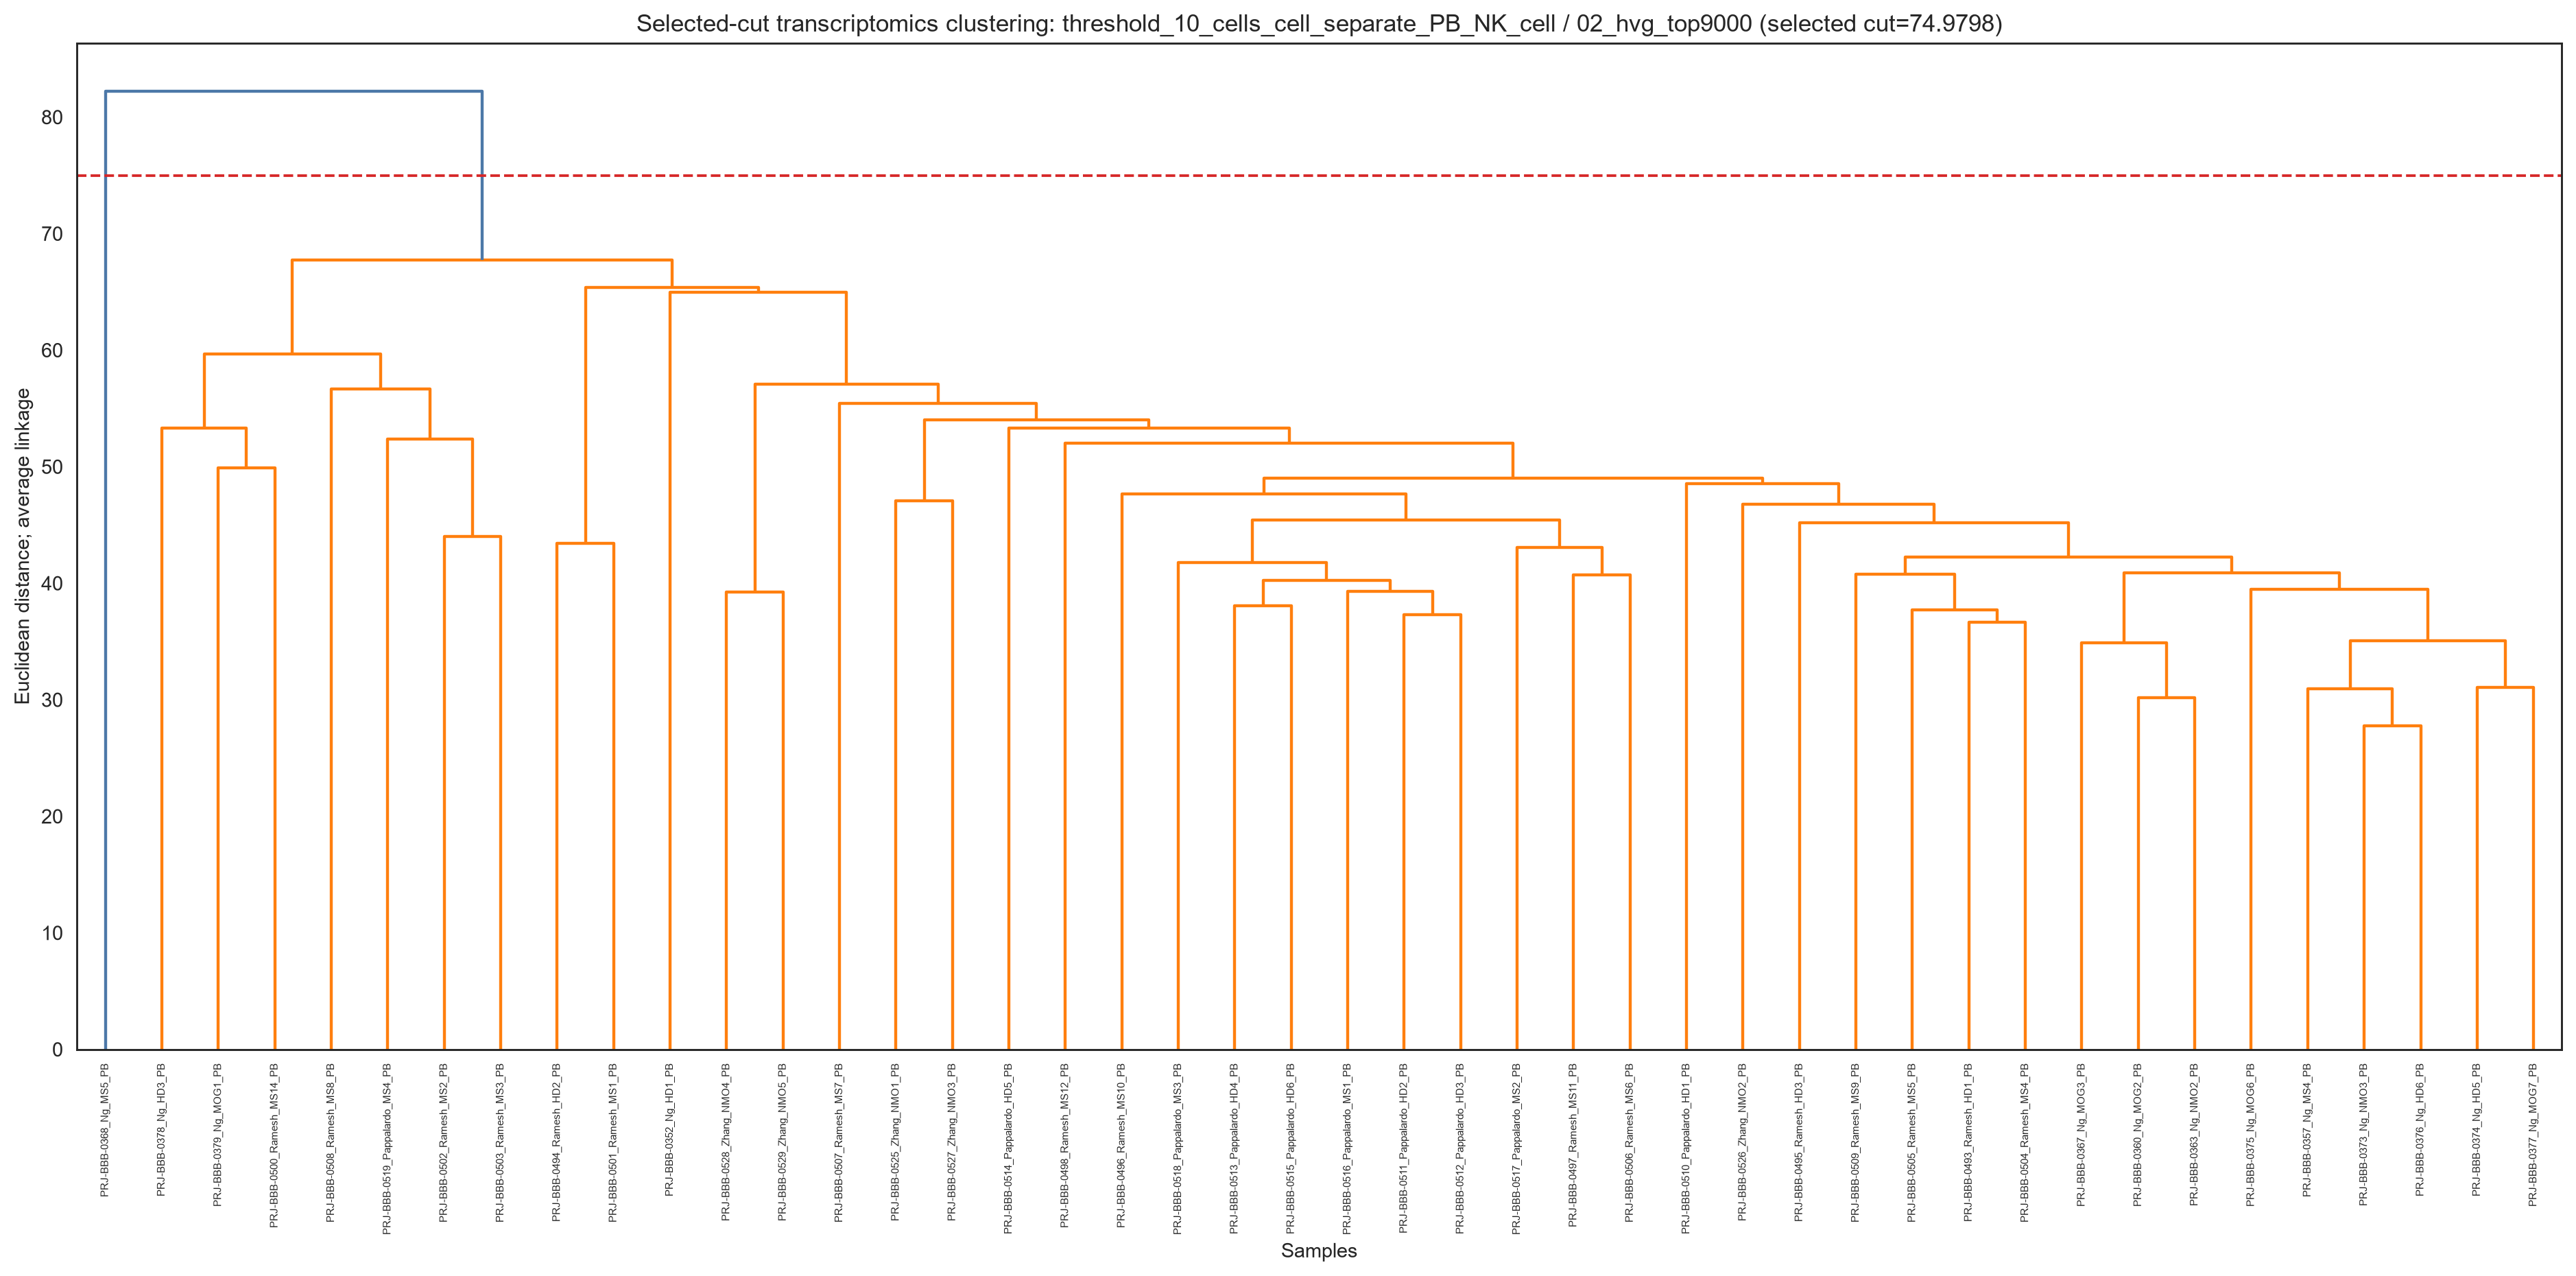 Selected-cut transcriptomics clustering: threshold_10_cells_cell_separate_PB_NK_cell / 02_hvg_top9000 (selected cut=74.9798)
Euclidean distance; average linkage
80
70
60
50
40
30
20
10
0
PRJ-BBB-0368_Ng_MS5_PB
PRJ-BBB-0378_Ng_HD3_PB
PRJ-BBB-0379_Ng_MOG1_PB
PRJ-BBB-0500_Ramesh_MS14_PB
PRJ-BBB-0508_Ramesh_MS8_PB
PRJ-BBB-0519_Pappalardo_MS4_PB
PRJ-BBB-0502_Ramesh_MS2_PB
PRJ-BBB-0503_Ramesh_MS3_PB
PRJ-BBB-0494_Ramesh_HD2_PB
PRJ-BBB-0501_Ramesh_MS1_PB
PRJ-BBB-0352_Ng_HD1_PB
PRJ-BBB-0528_Zhang_NMO4_PB
PRJ-BBB-0529_Zhang_NMO5_PB
PRJ-BBB-0507_Ramesh_MS7_PB
PRJ-BBB-0525_Zhang_NMO1_PB
PRJ-BBB-0527_Zhang_NMO3_PB
PRJ-BBB-0514_Pappalardo_HD5_PB
PRJ-BBB-0498_Ramesh_MS12_PB
PRJ-BBB-0496_Ramesh_MS10_PB
PRJ-BBB-0518_Pappalardo_MS3_PB
PRJ-BBB-0513_Pappalardo_HD4_PB
PRJ-BBB-0515_Pappalardo_HD6_PB
PRJ-BBB-0516_Pappalardo_MS1_PB
PRJ-BBB-0511_Pappalardo_HD2_PB
PRJ-BBB-0512_Pappalardo_HD3_PB
PRJ-BBB-0517_Pappalardo_MS2_PB
PRJ-BBB-0497_Ramesh_MS11_PB
PRJ-BBB-0506_Ramesh_MS6_PB
PRJ-BBB-0510_Pappalardo_HD1_PB
PRJ-BBB-0526_Zhang_NMO2_PB
PRJ-BBB-0495_Ramesh_HD3_PB
PRJ-BBB-0509_Ramesh_MS9_PB
PRJ-BBB-0505_Ramesh_MS5_PB
PRJ-BBB-0493_Ramesh_HD1_PB
PRJ-BBB-0504_Ramesh_MS4_PB
PRJ-BBB-0367_Ng_MOG3_PB
PRJ-BBB-0360_Ng_MOG2_PB
PRJ-BBB-0363_Ng_NMO2_PB
PRJ-BBB-0375_Ng_MOG6_PB
PRJ-BBB-0357_Ng_MS4_PB
PRJ-BBB-0373_Ng_NMO3_PB
PRJ-BBB-0376_Ng_HD6_PB
PRJ-BBB-0374_Ng_HD5_PB
PRJ-BBB-0377_Ng_MOG7_PB
Samples